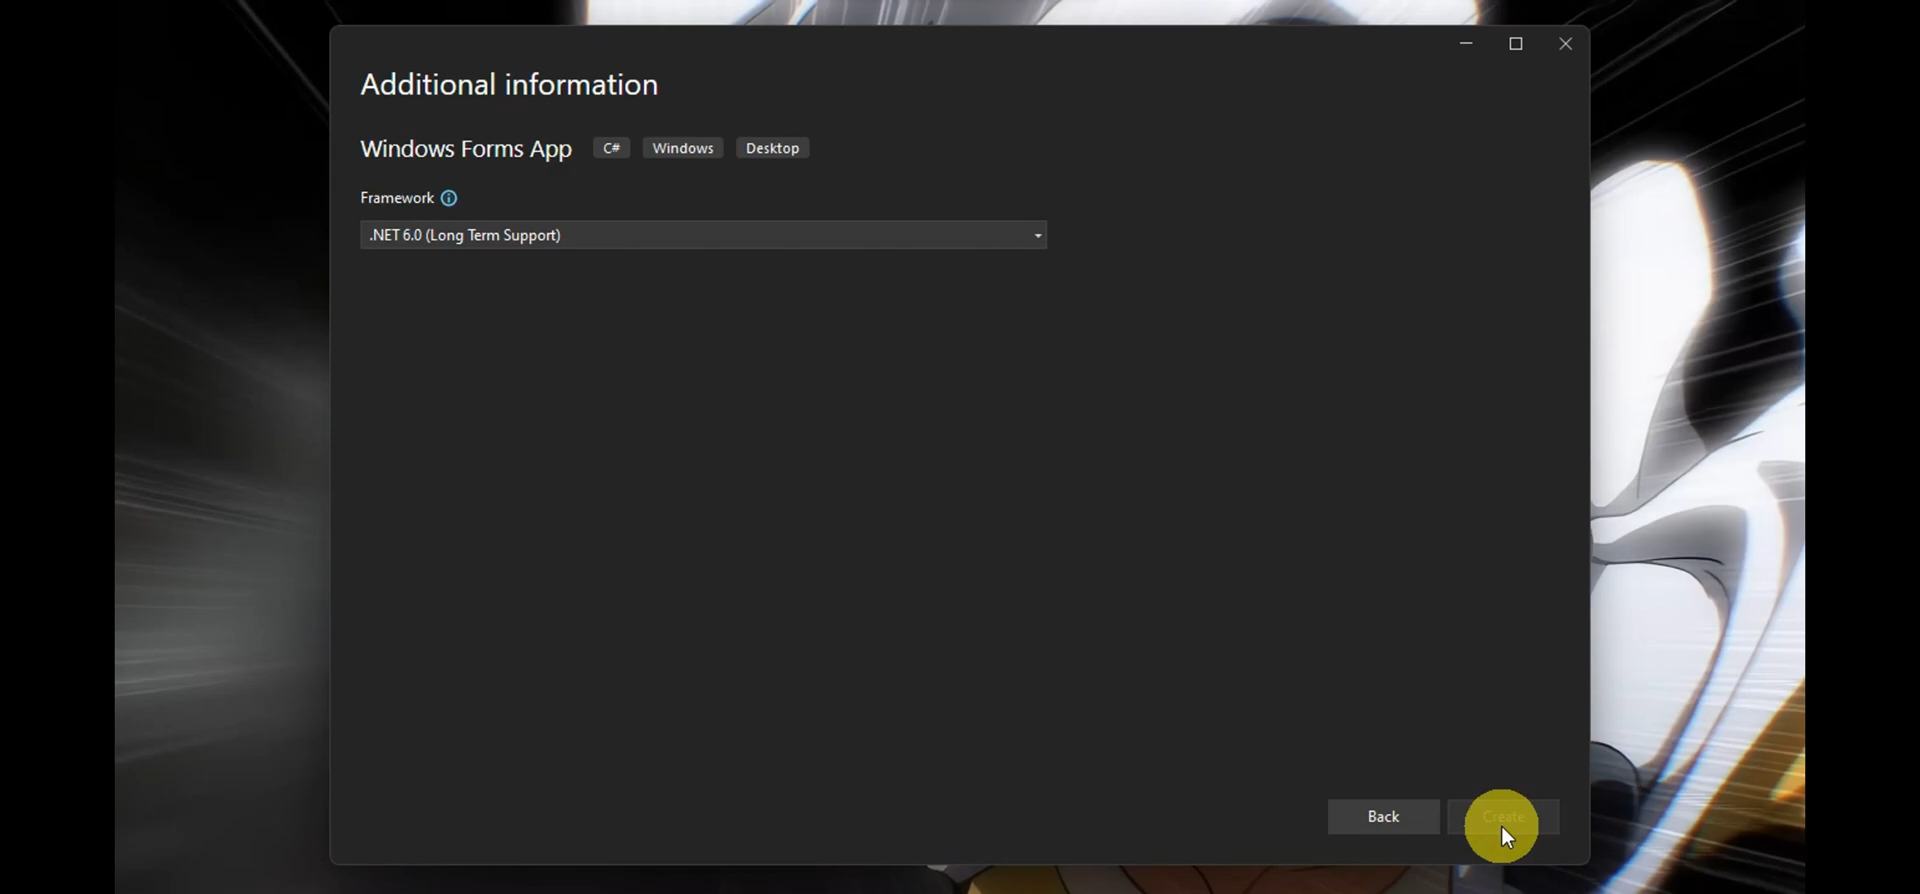 Additional information
Windows Forms App C# Windows Desktop
Framework
.NET 6.0 (Long Term Support)
Back Create